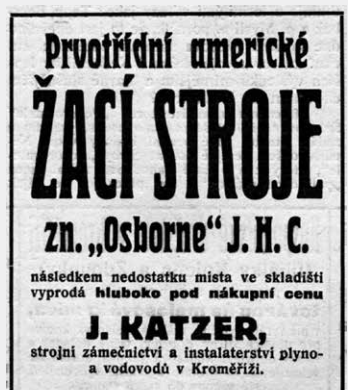 Prvotřídní americké
ŽACÍ STROJE
zn. „Osborne“ J. H. C.
následkem nedostatku místa ve skladišti
vyprodá hluboko pod nákupní cenu
J. KATZER,
strojní zámečnictví a instalaterství plyno-
a vodovodů v Kroměříži.